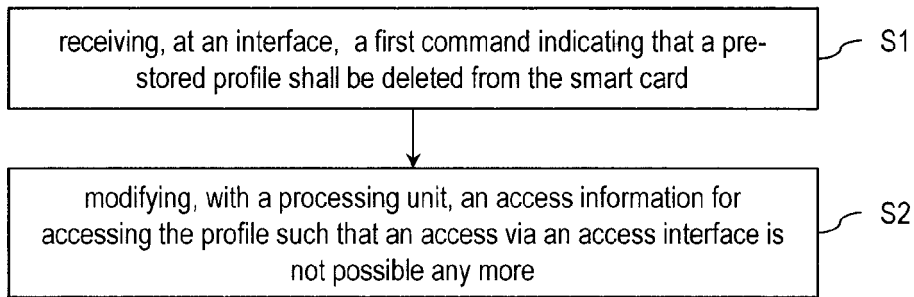 receiving, at an interface, a first command indicating that a pre-
stored profile shall be deleted from the smart card
S1
modifying, with a processing unit, an access information for
accessing the profile such that an access via an access interface is
not possible any more
S2